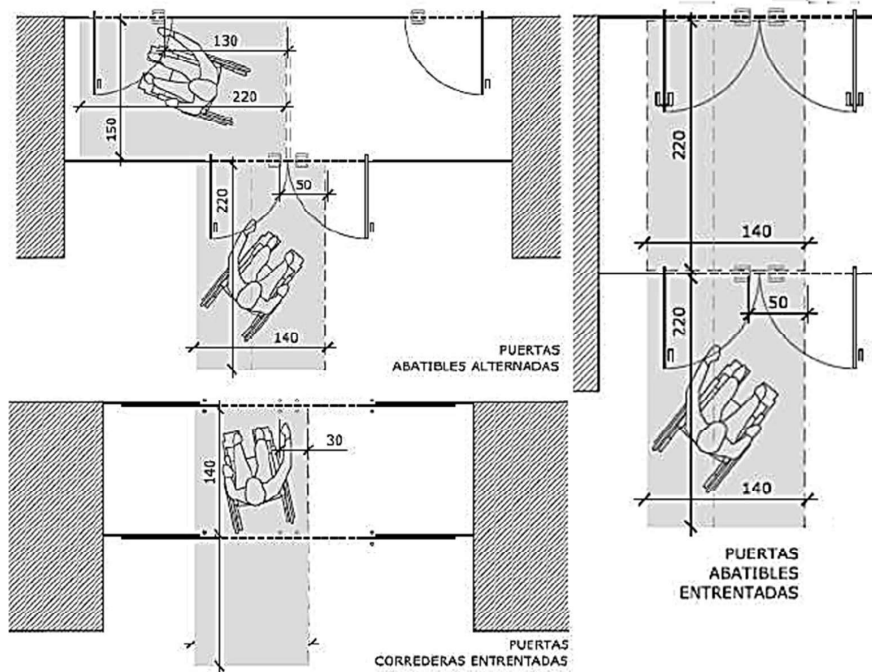 130
220
150
220
50
140
PUERTAS
ABATIBLES ALTERNADAS
220
140
50
220
140
PUERTAS
ABATIBLES
ENTRENTADAS
30
140
PUERTAS
CORREDERAS ENTRENTADAS